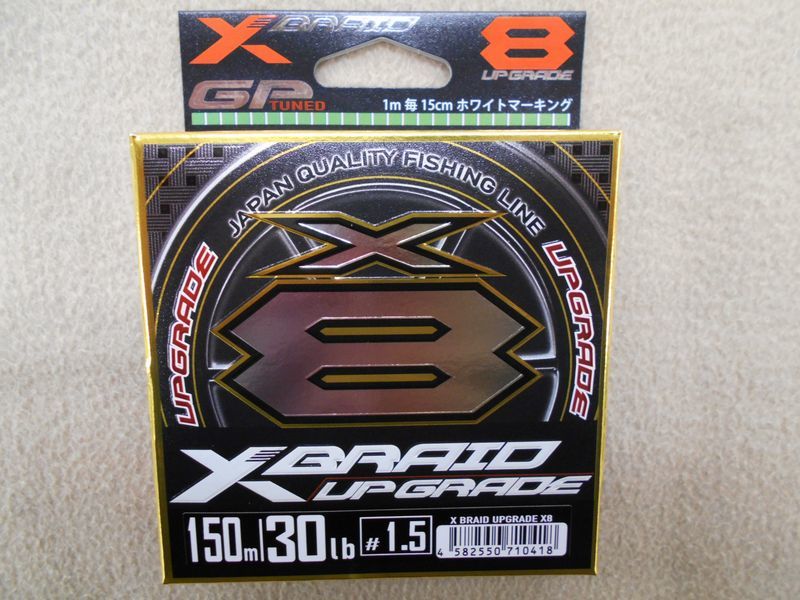 X BRAID 8
UPGRADE
GP TUNED
1m 毎 15cm ホワイトマーキング
JAPAN QUALITY FISHING LINE
UPGRADE
UPGRADE
X
8
X BRAID
UPGRADE
150m 30lb #1.5
X BRAID UPGRADE X8
4 582550 710418